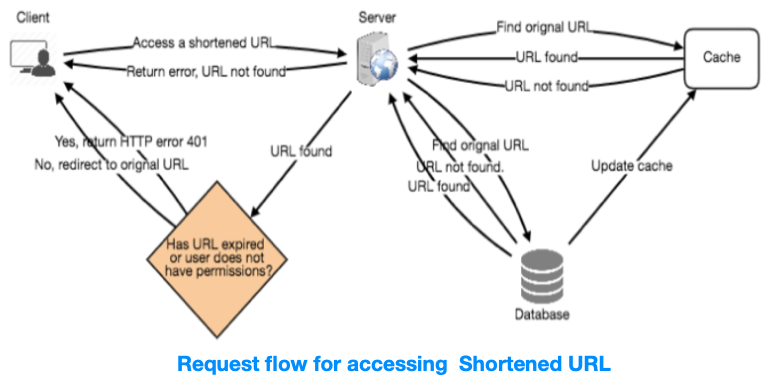 Client
Server
Access a shortened URL
Return error, URL not found
Find orignal URL
URL found
URL not found
Cache
Yes, return HTTP error 401
No, redirect to orignal URL
URL found
Find orignal URL
URL not found.
URL found
Update cache
Has URL expired
or user does not
have permissions?
Database
Request flow for accessing Shortened URL